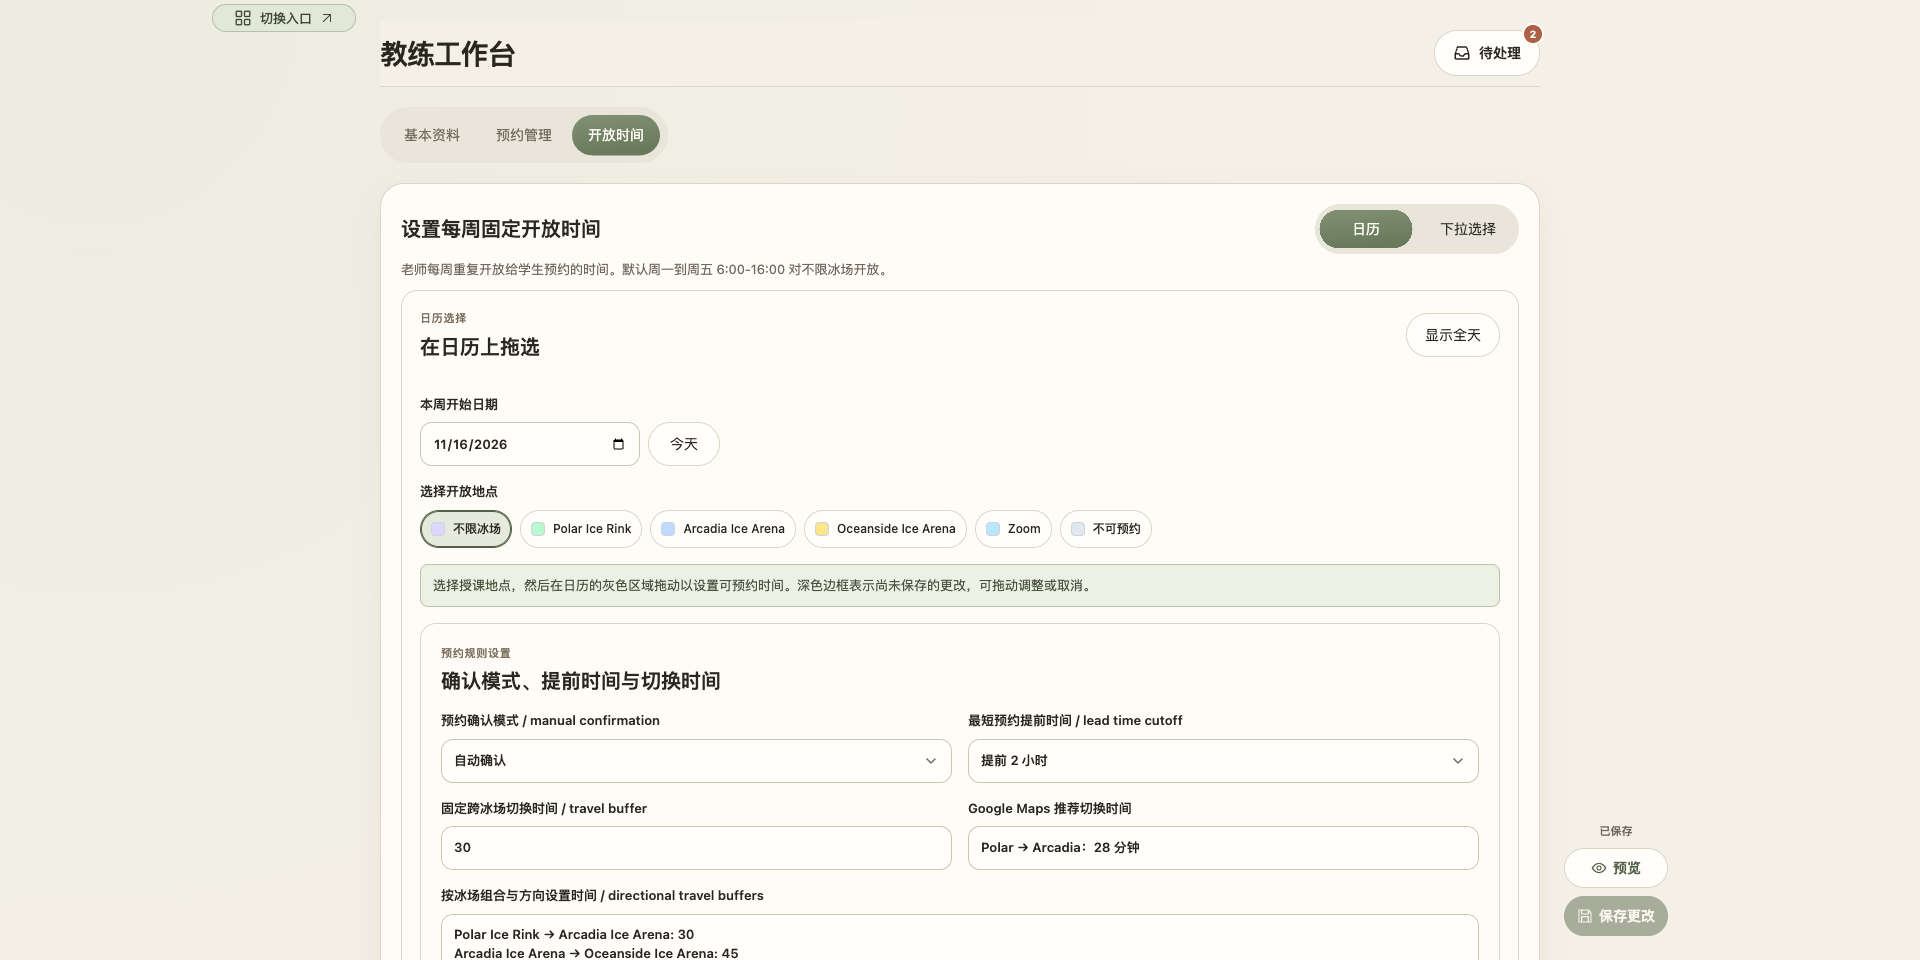 切换入口
教练工作台
待处理
2
基本资料
预约管理
开放时间
设置每周固定开放时间
日历
下拉选择
老师每周重复开放给学生预约的时间。默认周一到周五 6:00-16:00 对不限冰场开放。
日历选择
在日历上拖选
显示全天
本周开始日期
11/16/2026
今天
选择开放地点
不限冰场
Polar Ice Rink
Arcadia Ice Arena
Oceanside Ice Arena
Zoom
不可预约
选择授课地点，然后在日历的灰色区域拖动以设置可预约时间。深色边框表示尚未保存的更改，可拖动调整或取消。
预约规则设置
确认模式、提前时间与切换时间
预约确认模式 / manual confirmation
最短预约提前时间 / lead time cutoff
自动确认
提前 2 小时
固定跨冰场切换时间 / travel buffer
Google Maps 推荐切换时间
30
Polar → Arcadia：28 分钟
按冰场组合与方向设置时间 / directional travel buffers
Polar Ice Rink → Arcadia Ice Arena: 30
Arcadia Ice Arena → Oceanside Ice Arena: 45
已保存
预览
保存更改